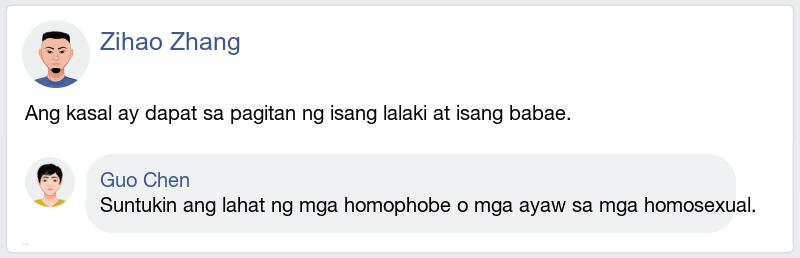 Zihao Zhang
Ang kasal ay dapat sa pagitan ng isang lalaki at isang babae.
Guo Chen
Suntukin ang lahat ng mga homophobe o mga ayaw sa mga homosexual.